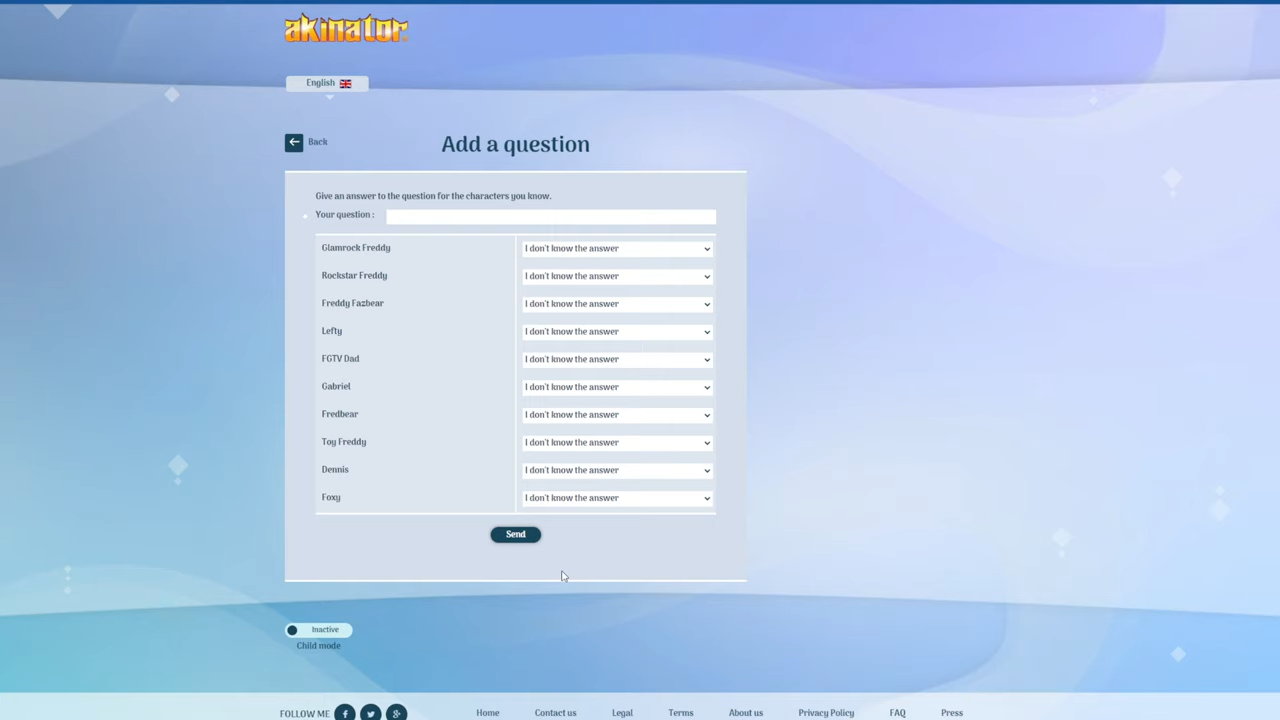 akinator
English
Back
Add a question
Give an answer to the question for the characters you know.
Your question :
Glamrock Freddy I don't know the answer
Rockstar Freddy I don't know the answer
Freddy Fazbear I don't know the answer
Lefty I don't know the answer
FGTV Dad I don't know the answer
Gabriel I don't know the answer
Fredbear I don't know the answer
Toy Freddy I don't know the answer
Dennis I don't know the answer
Foxy I don't know the answer
Send
Inactive
Child mode
FOLLOW ME Home Contact us Legal Terms About us Privacy Policy FAQ Press